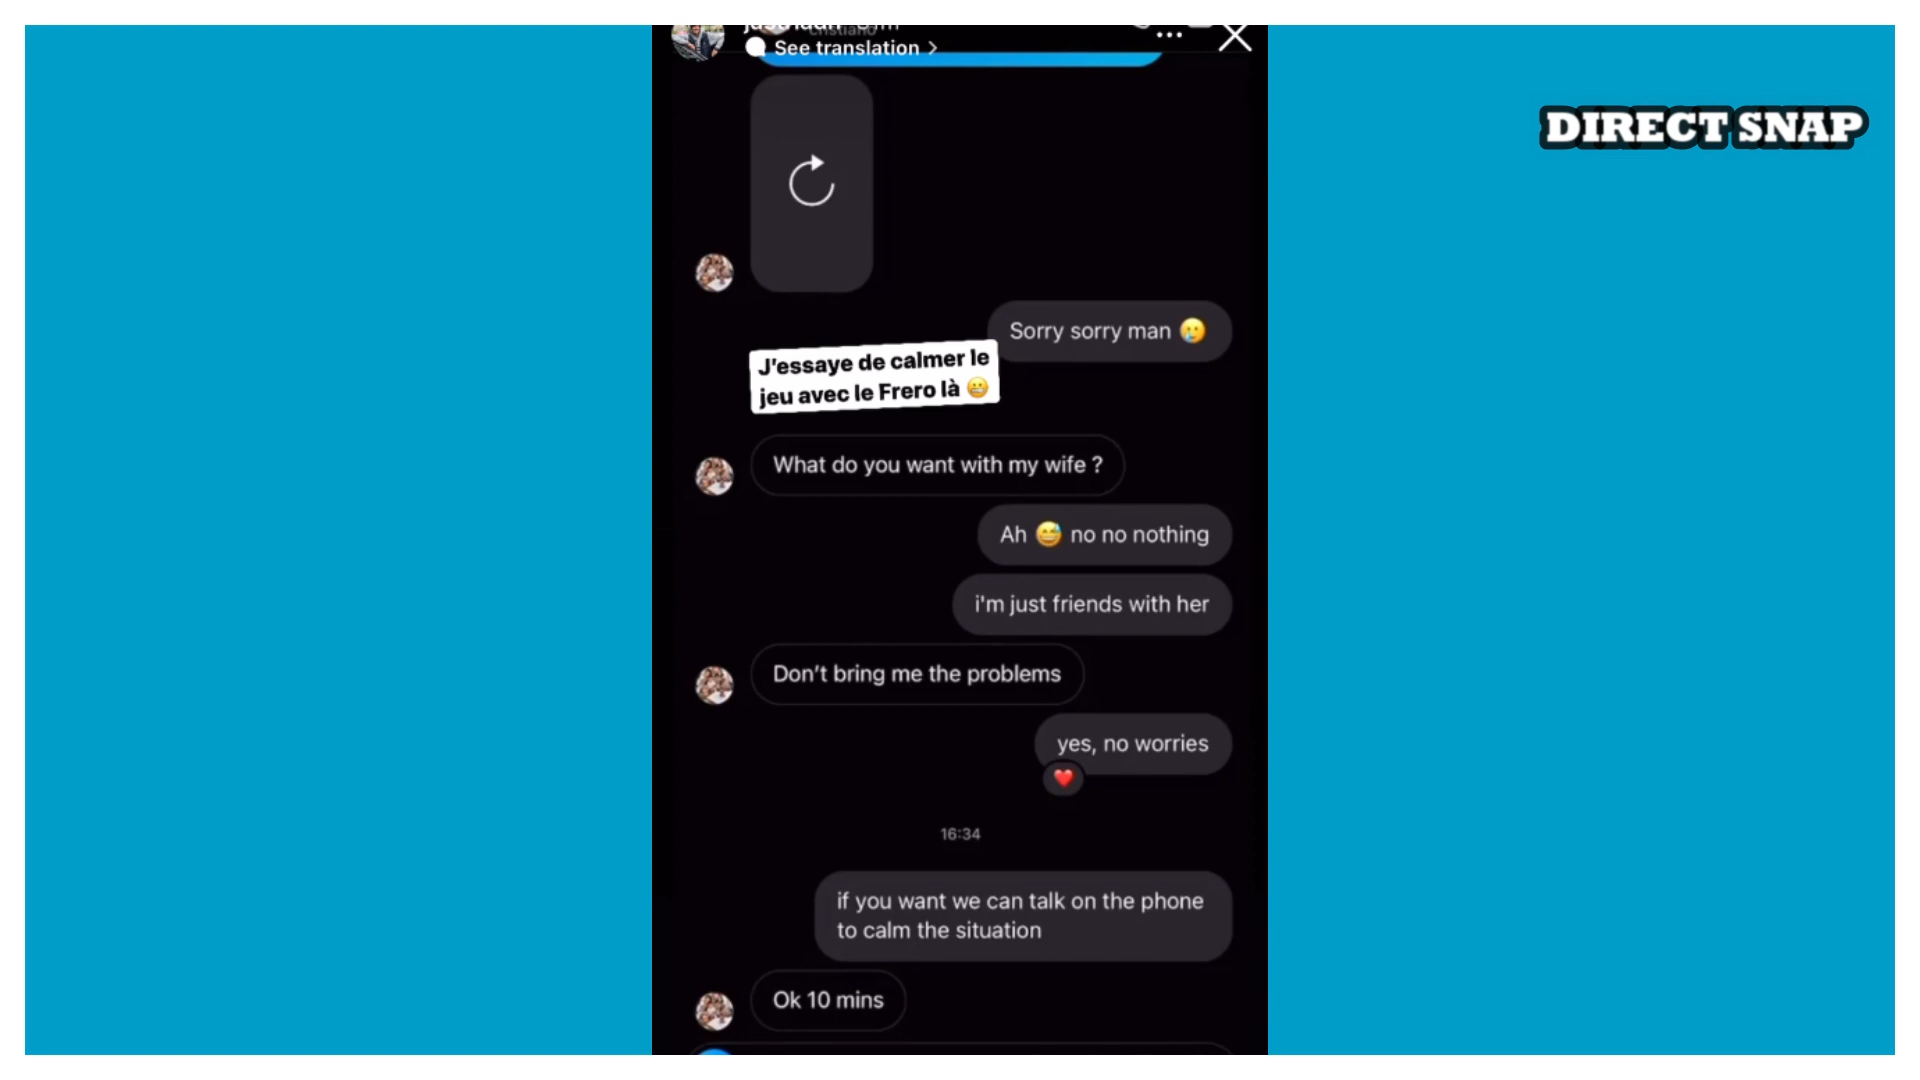 Cristiano
See translation >
DIRECT SNAP
Sorry sorry man 🥲
J'essaye de calmer le
jeu avec le Frero là 😬
What do you want with my wife ?
Ah 😅 no no nothing
i'm just friends with her
Don't bring me the problems
yes, no worries
❤️
16:34
if you want we can talk on the phone
to calm the situation
Ok 10 mins